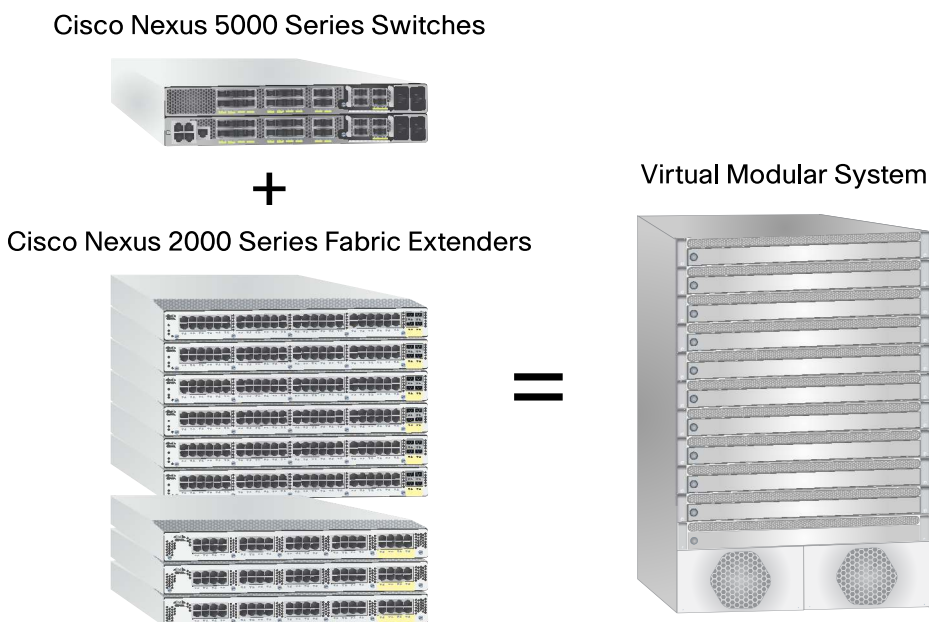 Cisco Nexus 5000 Series Switches
+
Cisco Nexus 2000 Series Fabric Extenders
=
Virtual Modular System